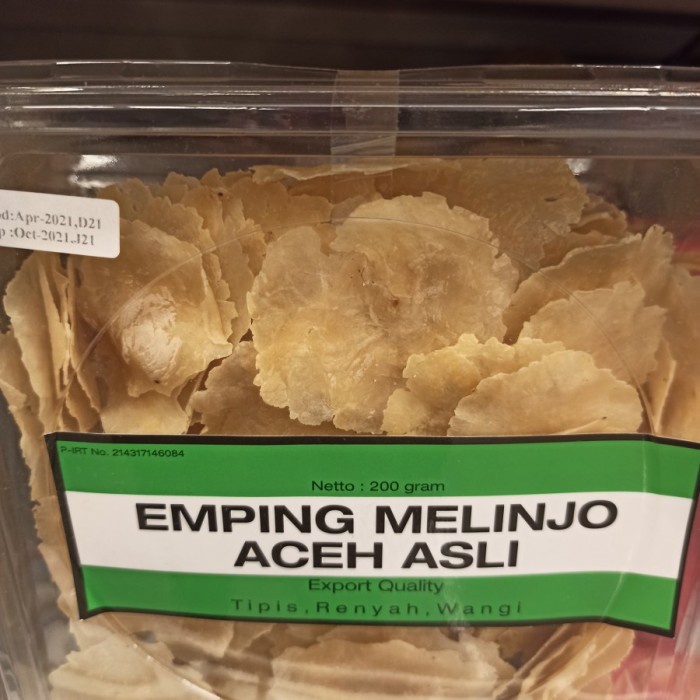 d:Apr-2021,D21
p :Oct-2021,J21
P-IRT No. 214317146084
Netto : 200 gram
EMPING MELINJO
ACEH ASLI
Export Quality
Tipis,Renyah,Wangi